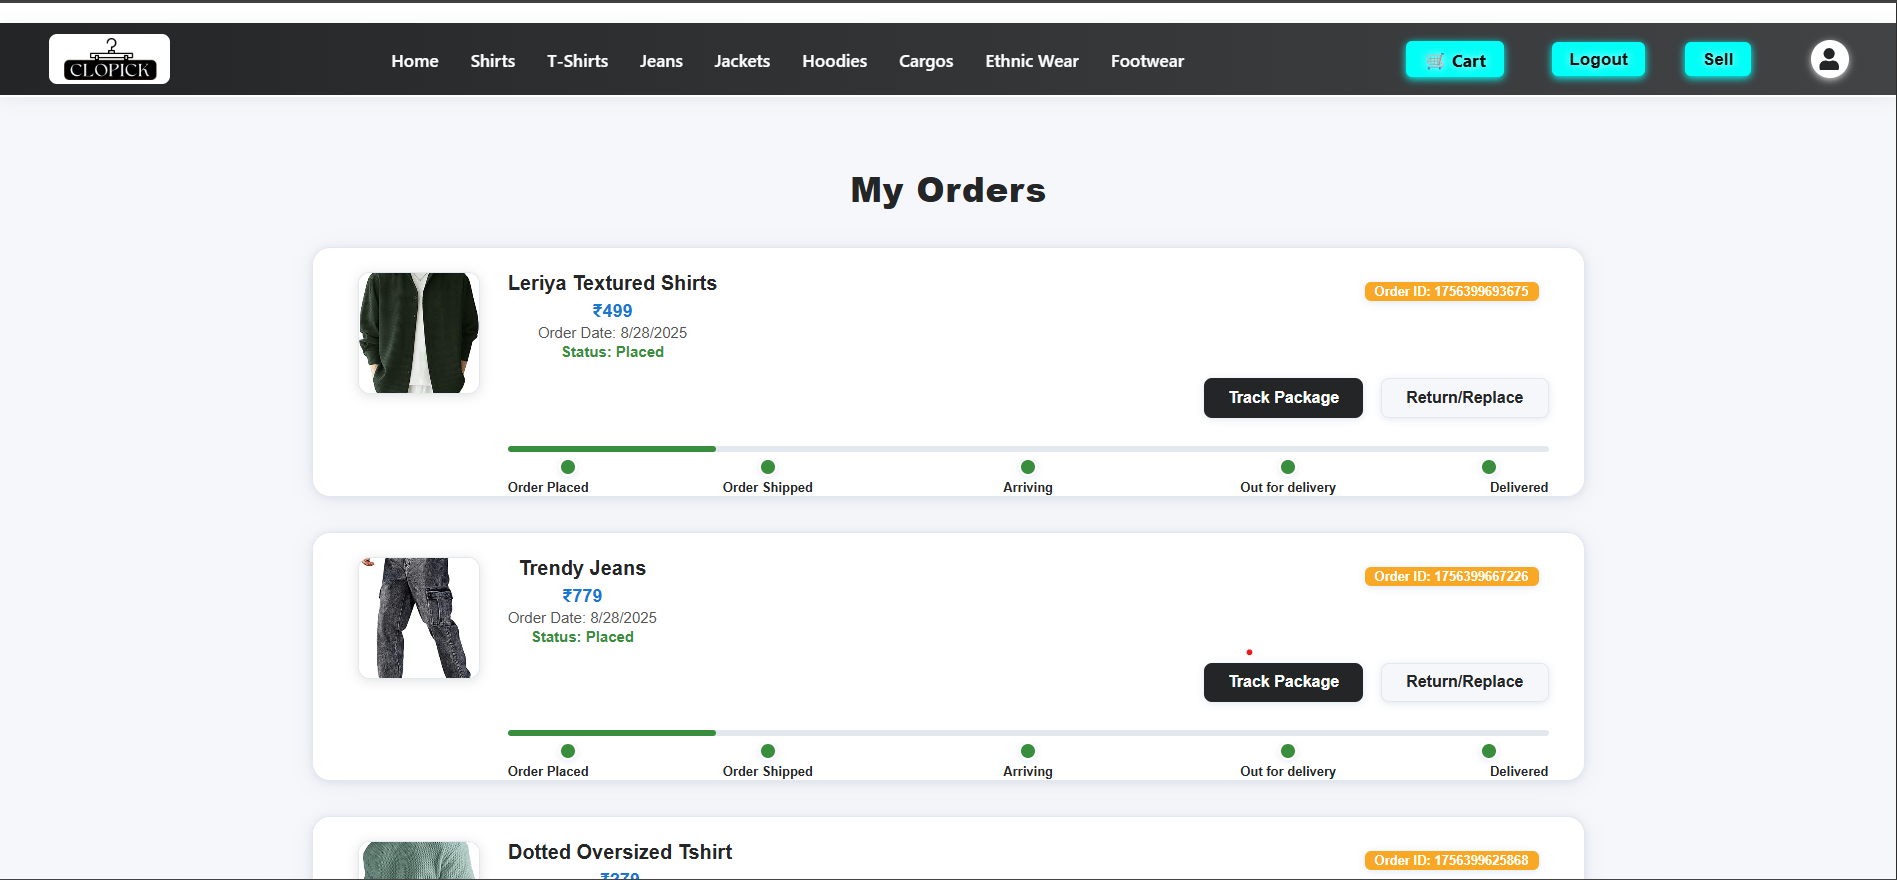 CLOPICK
Home Shirts T-Shirts Jeans Jackets Hoodies Cargos Ethnic Wear Footwear
🛒 Cart Logout Sell
My Orders
Leriya Textured Shirts
₹499
Order Date: 8/28/2025
Status: Placed
Order ID: 1756399693675
Track Package Return/Replace
Order Placed Order Shipped Arriving Out for delivery Delivered
Trendy Jeans
₹779
Order Date: 8/28/2025
Status: Placed
Order ID: 1756399667226
Track Package Return/Replace
Order Placed Order Shipped Arriving Out for delivery Delivered
Dotted Oversized Tshirt
₹279
Order ID: 1756399625868